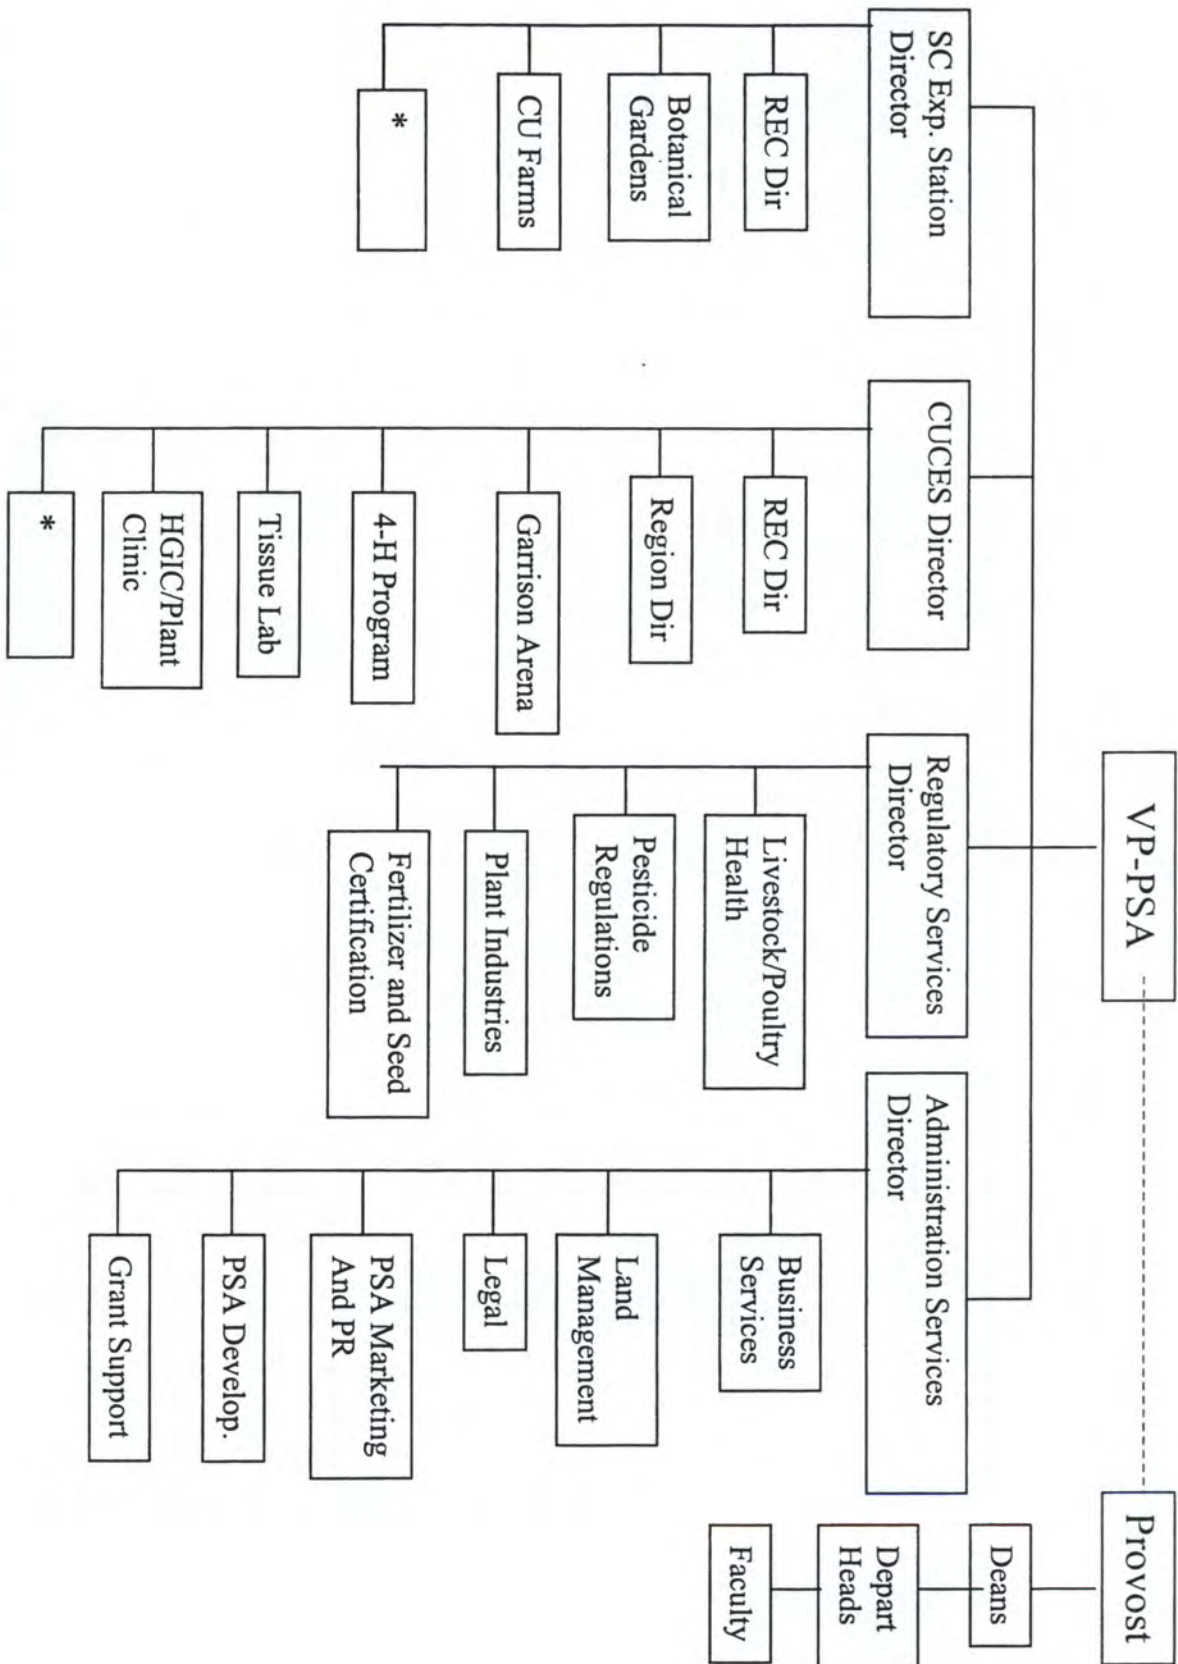 VP-PSA
Provost
SC Exp. Station
Director
REC Dir
Botanical
Gardens
CU Farms
*
CUCES Director
REC Dir
Region Dir
Garrison Arena
4-H Program
Tissue Lab
HGIC/Plant
Clinic
*
Regulatory Services
Director
Livestock/Poultry
Health
Pesticide
Regulations
Plant Industries
Fertilizer and Seed
Certification
Administration Services
Director
Business
Services
Land
Management
Legal
PSA Marketing
And PR
PSA Develop.
Grant Support
Deans
Depart
Heads
Faculty